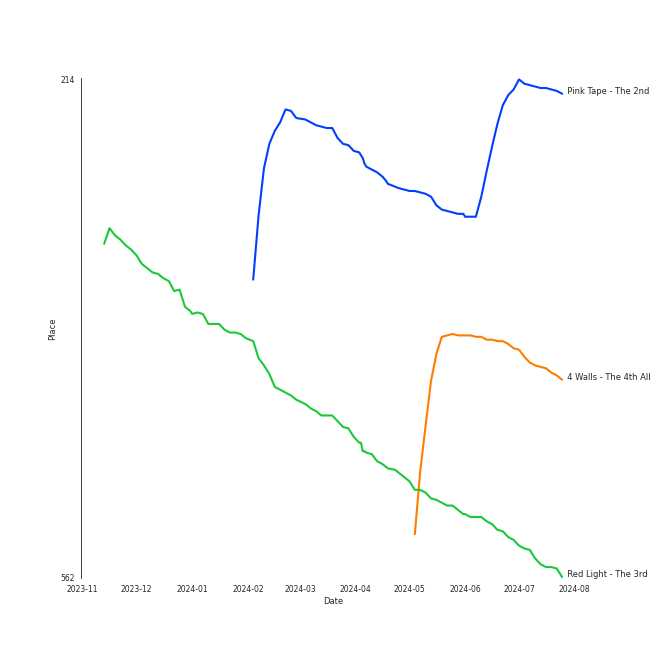 214
Pink Tape - The 2nd
4 Walls - The 4th Al
Place
Red Light - The 3rd
562
2023-11 2023-12 2024-01 2024-02 2024-03 2024-04 2024-05 2024-06 2024-07 2024-08
Date